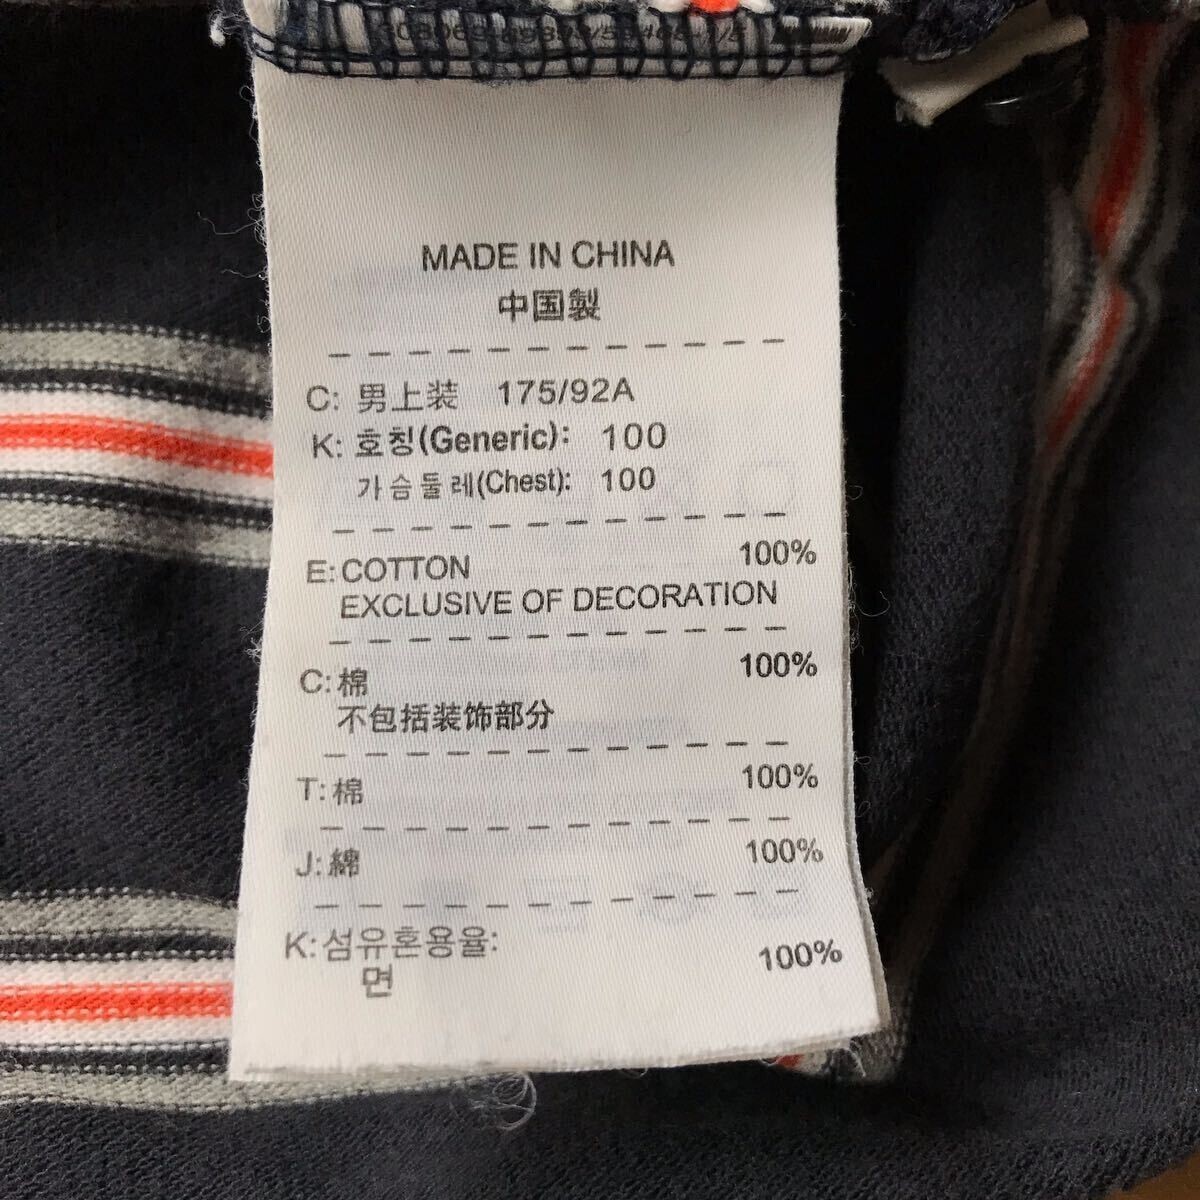 MADE IN CHINA
中国製
C: 男上装 175/92A
K: 호칭(Generic): 100
가슴둘레(Chest): 100
E: COTTON 100%
EXCLUSIVE OF DECORATION
C: 棉 100%
不包括装饰部分
T: 棉 100%
J: 綿 100%
K: 섬유혼용율:
면 100%